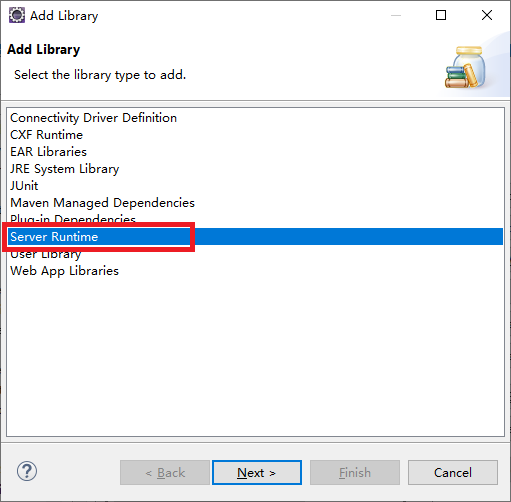 Add Library
Add Library
Select the library type to add.
Connectivity Driver Definition
CXF Runtime
EAR Libraries
JRE System Library
JUnit
Maven Managed Dependencies
Plug-in Dependencies
Server Runtime
User Library
Web App Libraries
?
< Back
Next >
Finish
Cancel